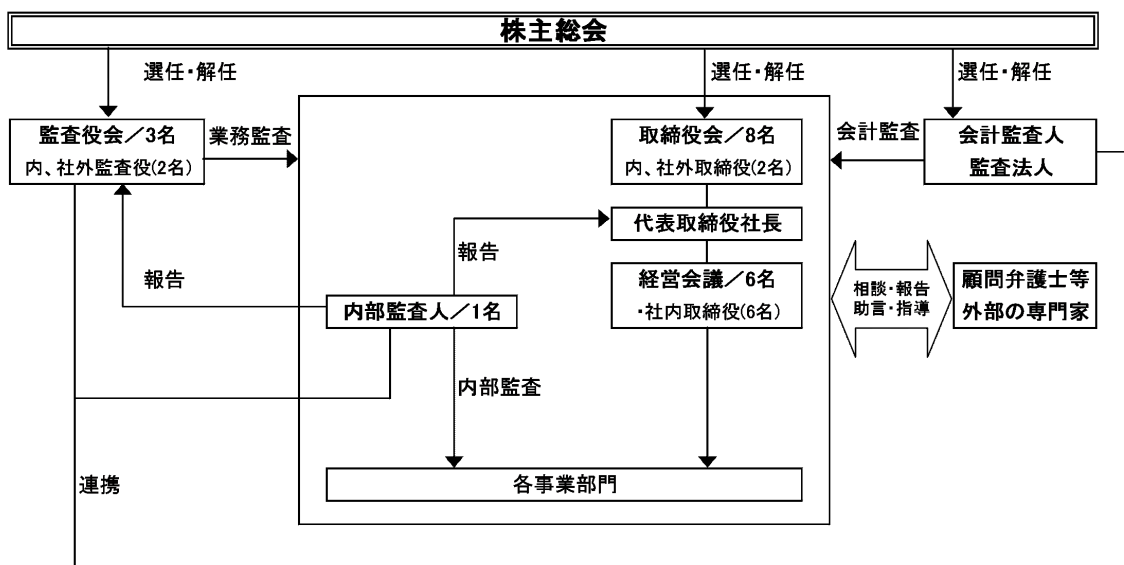 株主総会
選任・解任
選任・解任
選任・解任
監査役会／3名
内、社外監査役(2名)
業務監査
取締役会／8名
内、社外取締役(2名)
会計監査
会計監査人
監査法人
代表取締役社長
報告
報告
経営会議／6名
・社内取締役(6名)
相談・報告
助言・指導
顧問弁護士等
外部の専門家
内部監査人／1名
内部監査
連携
各事業部門